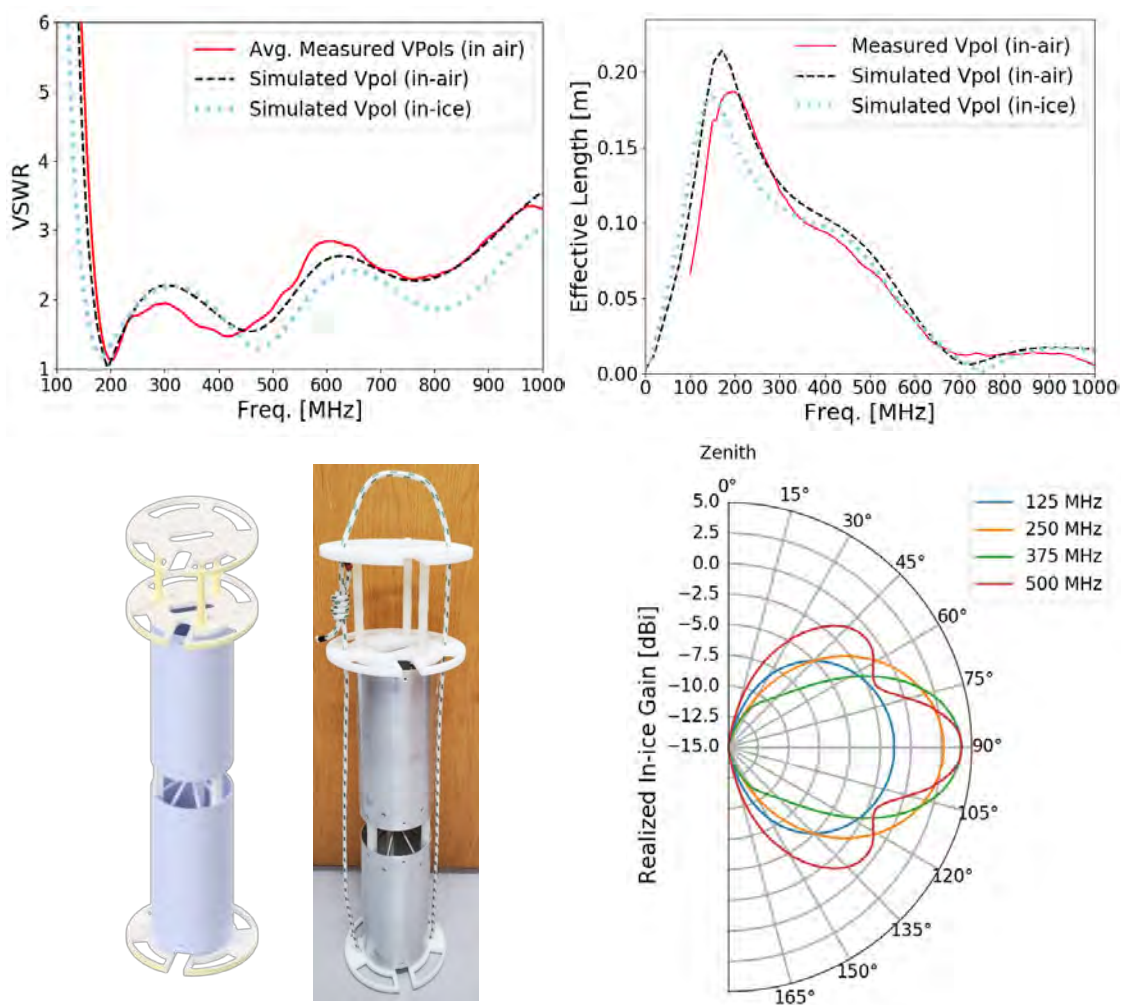 6
5
4
3
2
1
VSWR
100 200 300 400 500 600 700 800 900 1000
Freq. [MHz]
Avg. Measured VPols (in air)
Simulated Vpol (in-air)
Simulated Vpol (in-ice)
0.20
0.15
0.10
0.05
0.00
Effective Length [m]
0 100 200 300 400 500 600 700 800 900 1000
Freq. [MHz]
Measured Vpol (in-air)
Simulated Vpol (in-air)
Simulated Vpol (in-ice)
Zenith
0°
15°
30°
45°
60°
75°
90°
105°
120°
135°
150°
165°
5.0
2.5
0.0
−2.5
−5.0
−7.5
−10.0
−12.5
−15.0
Realized In-ice Gain [dBi]
125 MHz
250 MHz
375 MHz
500 MHz